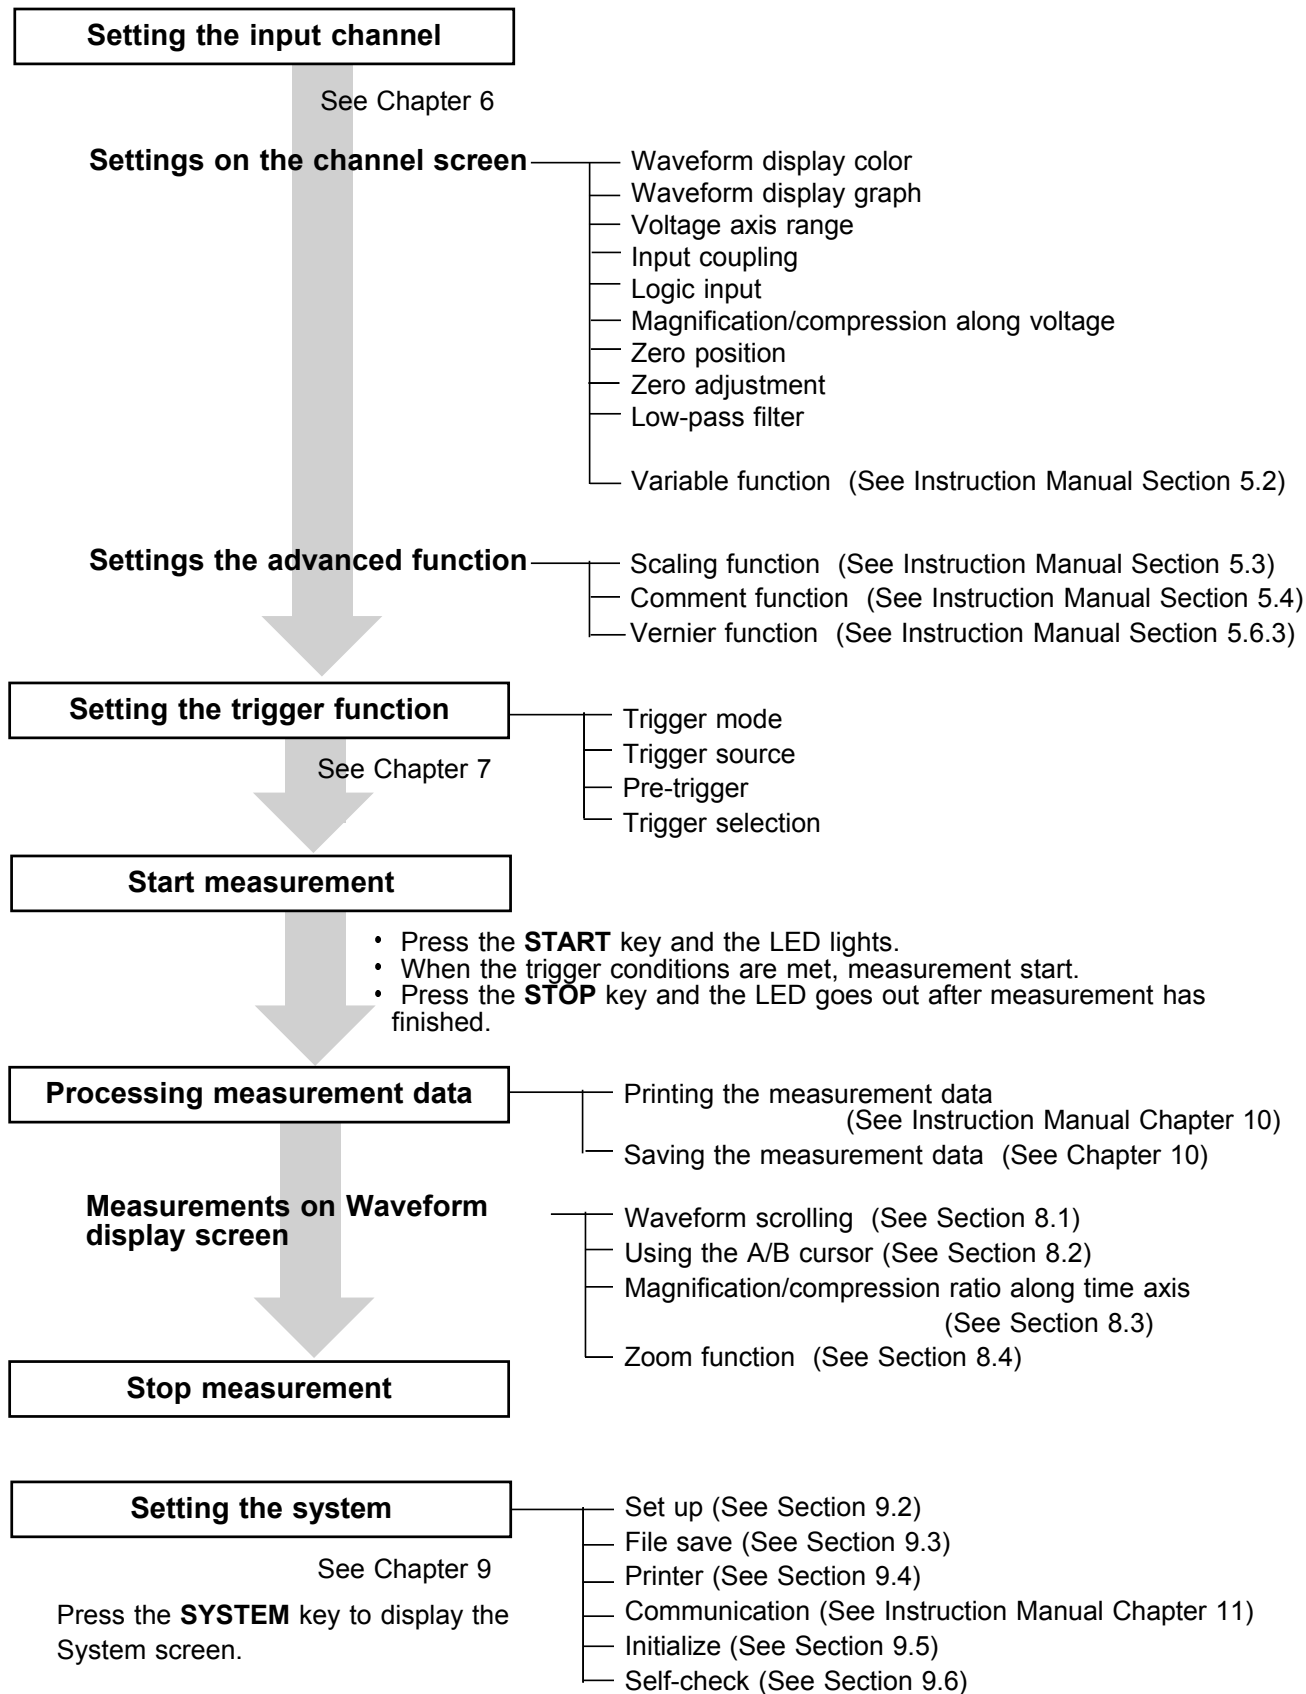 Setting the input channel
See Chapter 6
Settings on the channel screen
Waveform display color
Waveform display graph
Voltage axis range
Input coupling
Logic input
Magnification/compression along voltage
Zero position
Zero adjustment
Low-pass filter
Variable function (See Instruction Manual Section 5.2)
Settings the advanced function
Scaling function (See Instruction Manual Section 5.3)
Comment function (See Instruction Manual Section 5.4)
Vernier function (See Instruction Manual Section 5.6.3)
Setting the trigger function
See Chapter 7
Trigger mode
Trigger source
Pre-trigger
Trigger selection
Start measurement
• Press the START key and the LED lights.
• When the trigger conditions are met, measurement start.
• Press the STOP key and the LED goes out after measurement has
finished.
Processing measurement data
Printing the measurement data
(See Instruction Manual Chapter 10)
Saving the measurement data (See Chapter 10)
Measurements on Waveform
display screen
Waveform scrolling (See Section 8.1)
Using the A/B cursor (See Section 8.2)
Magnification/compression ratio along time axis
(See Section 8.3)
Zoom function (See Section 8.4)
Stop measurement
Setting the system
See Chapter 9
Press the SYSTEM key to display the
System screen.
Set up (See Section 9.2)
File save (See Section 9.3)
Printer (See Section 9.4)
Communication (See Instruction Manual Chapter 11)
Initialize (See Section 9.5)
Self-check (See Section 9.6)